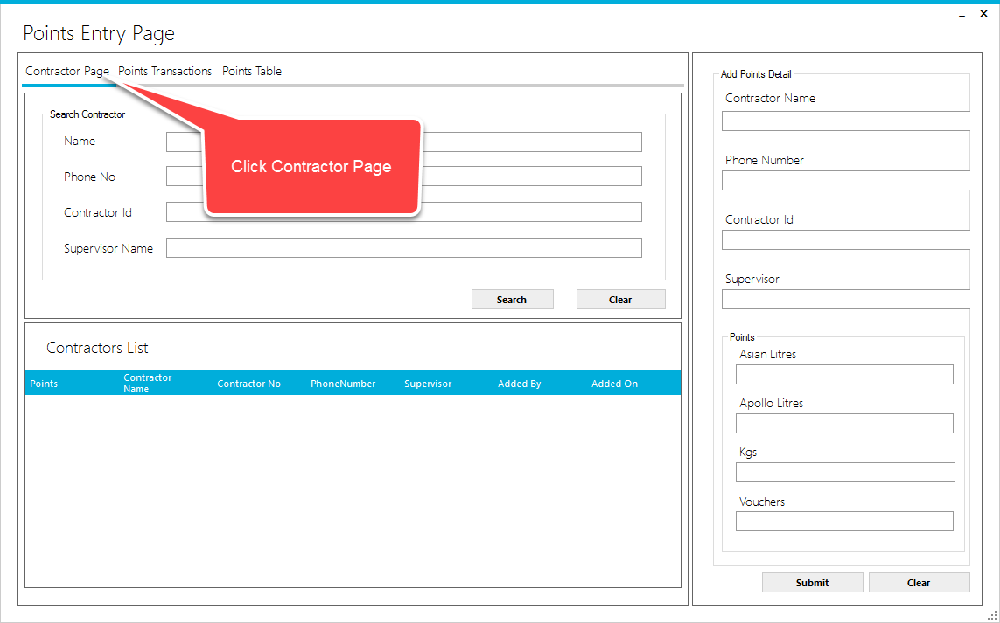 Points Entry Page
Contractor Page Points Transactions Points Table
Search Contractor
Name
Phone No
Contractor Id
Supervisor Name
Click Contractor Page
Search Clear
Contractors List
Points Contractor Name Contractor No PhoneNumber Supervisor Added By Added On
Add Points Detail
Contractor Name
Phone Number
Contractor Id
Supervisor
Points
Asian Litres
Apollo Litres
Kgs
Vouchers
Submit Clear